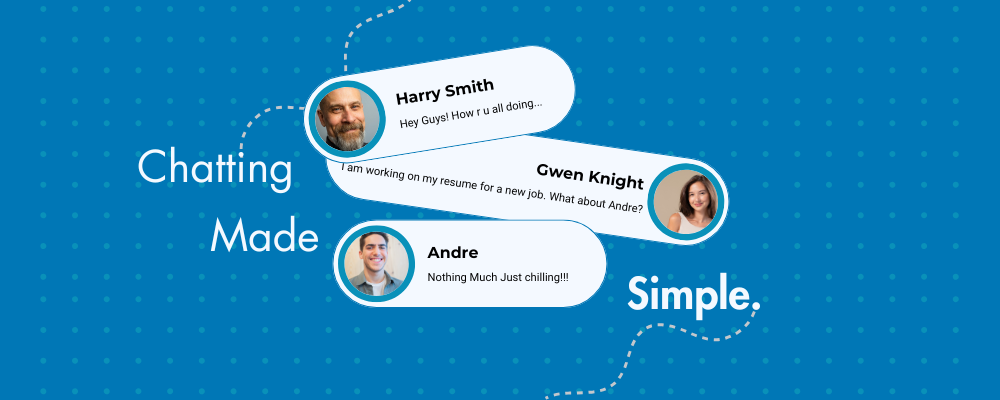 Harry Smith
Hey Guys! How r u all doing...
Chatting
Gwen Knight
I am working on my resume for a new job. What about Andre?
Made
Andre
Nothing Much Just chilling!!!
Simple.